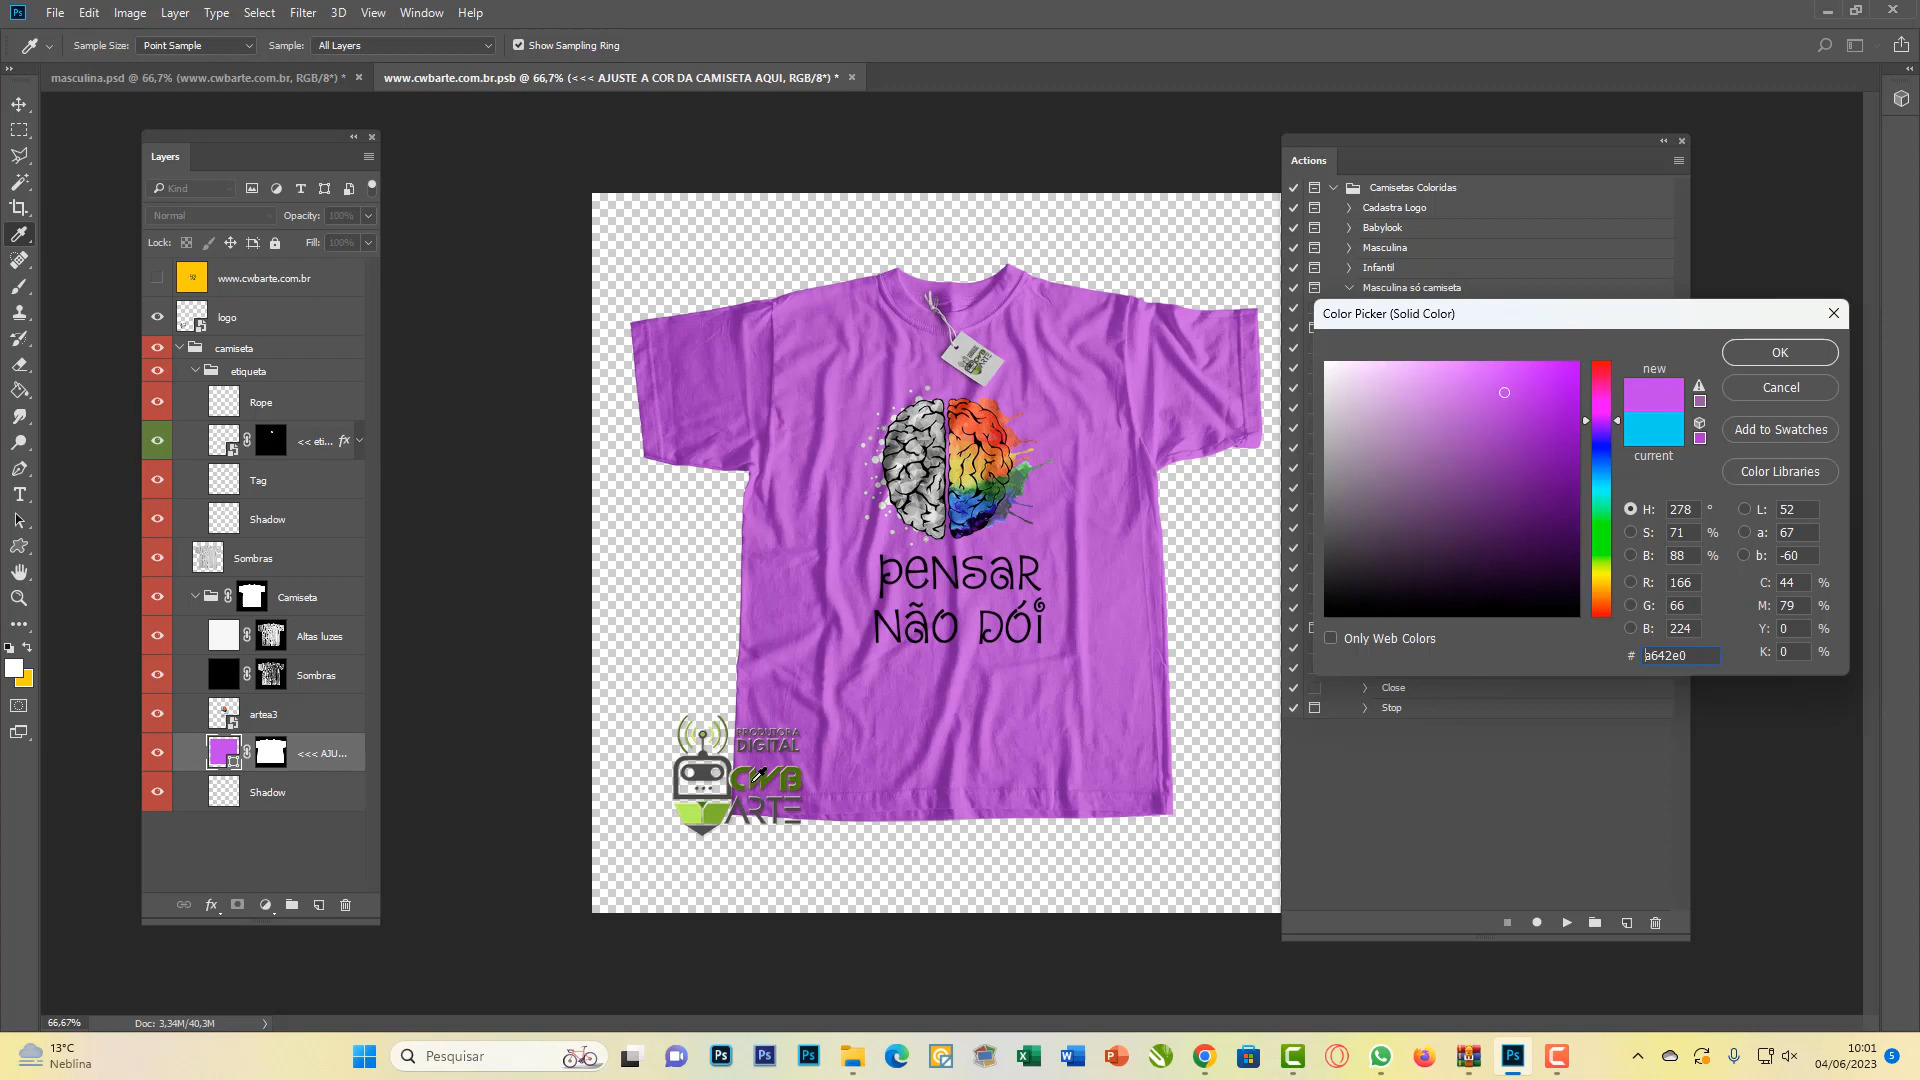 File Edit Image Layer Type Select Filter 3D View Window Help
Sample Size: Point Sample Sample: All Layers Show Sampling Ring
masculina.psd @ 66,7% (www.cwbarte.com.br, RGB/8*) *
www.cwbarte.com.br.psb @ 66,7% (<<< AJUSTE A COR DA CAMISETA AQUI, RGB/8*) *
Layers
Kind
Normal Opacity: 100%
Lock: Fill: 100%
www.cwbarte.com.br
logo
camiseta
etiqueta
Rope
<< eti... fx
Tag
Shadow
Sombras
Camiseta
Altas luzes
Sombras
artea3
<<< AJU...
Shadow
PENSAR
NÃO DÓI
PRODUTORA
DIGITAL
CWB
ARTE
Actions
Camisetas Coloridas
Cadastra Logo
Babylook
Masculina
Infantil
Masculina só camiseta
Close
Stop
Color Picker (Solid Color)
new
current
OK
Cancel
Add to Swatches
Color Libraries
H: 278 ° L: 52
S: 71 % a: 67
B: 88 % b: -60
R: 166 C: 44 %
G: 66 M: 79 %
B: 224 Y: 0 %
# a642e0 K: 0 %
Only Web Colors
66,67% Doc: 3,34M/40,3M
13°C
Neblina
Pesquisar
10:01
04/06/2023
5